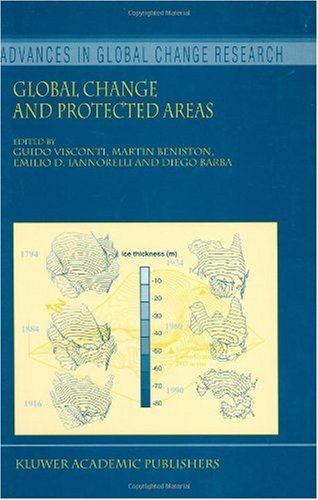 ADVANCES IN GLOBAL CHANGE RESEARCH
GLOBAL CHANGE
AND PROTECTED AREAS
EDITED BY
GUIDO VISCONTI, MARTIN BENISTON,
EMILIO D. IANNORELLI AND DIEGO BARBA
1794
ice thickness (m)
1934
-10
-20
-30
1884
-40
1960
-50
-60
1916
-70
1990
-80
KLUWER ACADEMIC PUBLISHERS